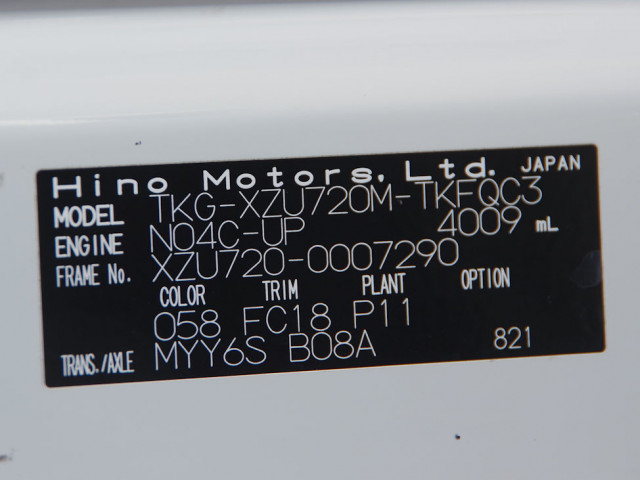 Hino Motors, Ltd. JAPAN
MODEL TKG-XZU720M-TKFQC3
ENGINE N04C-UP 4009 mL
FRAME No. XZU720-0007290
COLOR TRIM PLANT OPTION
058 FC18 P11
TRANS./AXLE MYY6S B08A 821